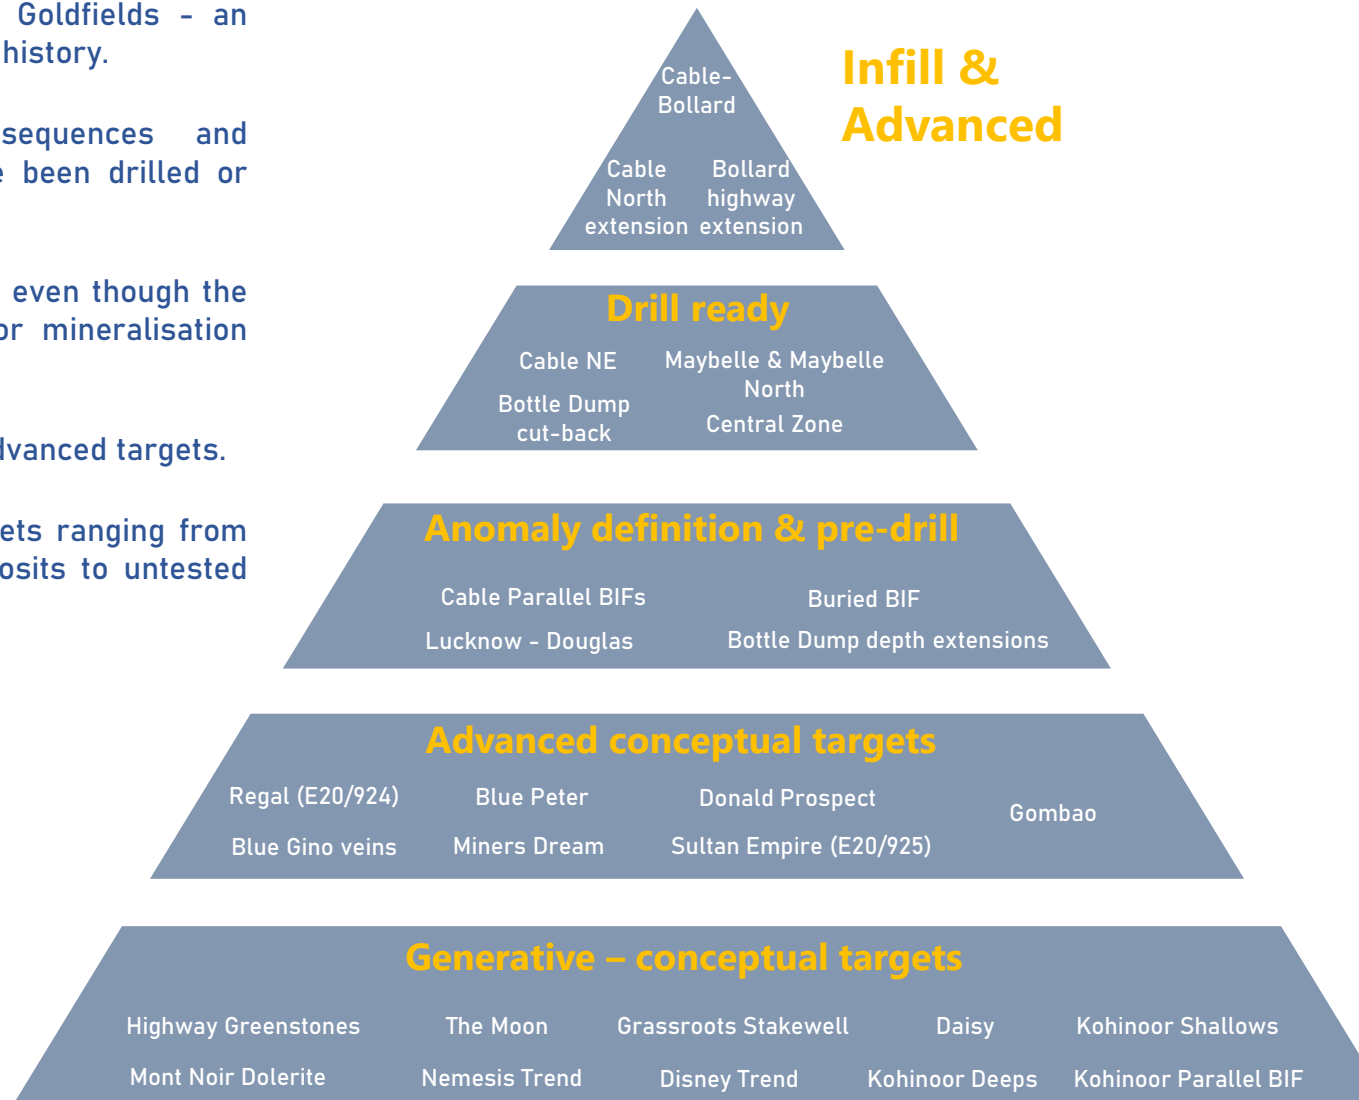 Goldfields - an
history.
sequences and
been drilled or
even though the
or mineralisation
advanced targets.
ets ranging from
osits to untested
Infill &
Advanced
Cable-
Bollard
Cable
North
extension
Bollard
highway
extension
Drill ready
Cable NE
Maybelle & Maybelle
North
Bottle Dump
cut-back
Central Zone
Anomaly definition & pre-drill
Cable Parallel BIFs
Buried BIF
Lucknow - Douglas
Bottle Dump depth extensions
Advanced conceptual targets
Regal (E20/924)
Blue Peter
Donald Prospect
Gombao
Blue Gino veins
Miners Dream
Sultan Empire (E20/925)
Generative – conceptual targets
Highway Greenstones
The Moon
Grassroots Stakewell
Daisy
Kohinoor Shallows
Mont Noir Dolerite
Nemesis Trend
Disney Trend
Kohinoor Deeps
Kohinoor Parallel BIF